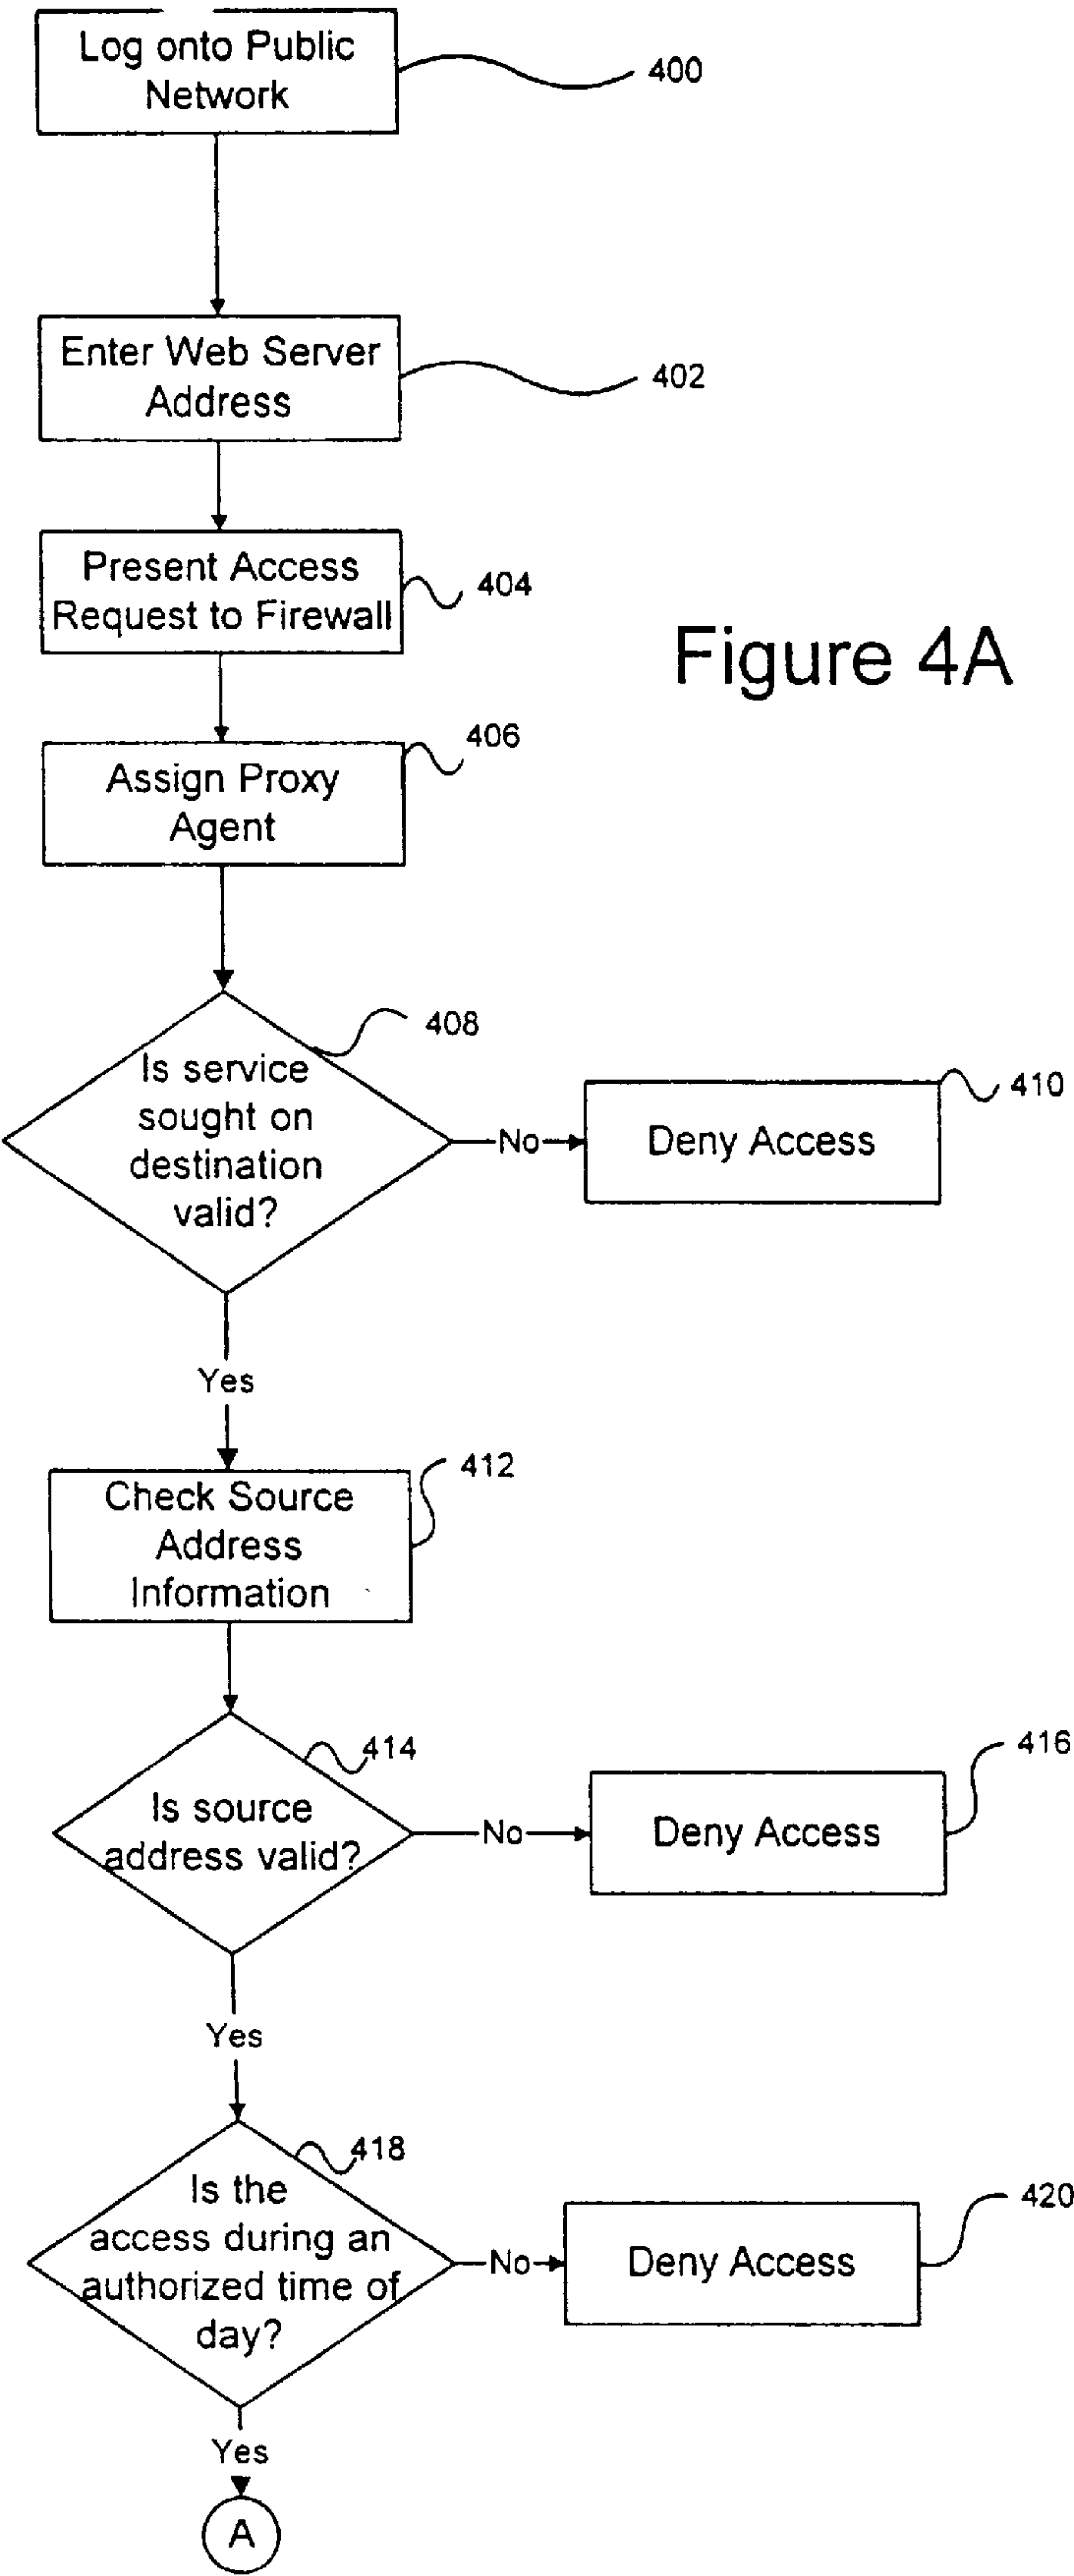 Log onto Public
Network
400
Enter Web Server
Address
402
Present Access
Request to Firewall
404
Figure 4A
Assign Proxy
Agent
406
Is service
sought on
destination
valid?
408
No
Deny Access
410
Yes
Check Source
Address
Information
412
Is source
address valid?
414
No
Deny Access
416
Yes
Is the
access during an
authorized time of
day?
418
No
Deny Access
420
Yes
A